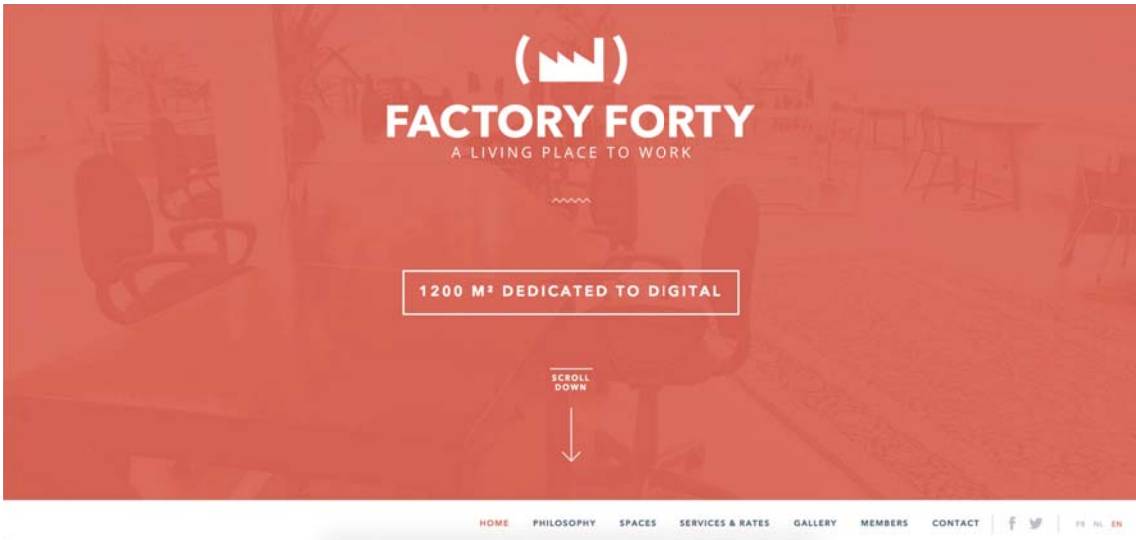 FACTORY FORTY
A LIVING PLACE TO WORK
1200 M² DEDICATED TO DIGITAL
SCROLL
DOWN
HOME PHILOSOPHY SPACES SERVICES & RATES GALLERY MEMBERS CONTACT FR NL EN